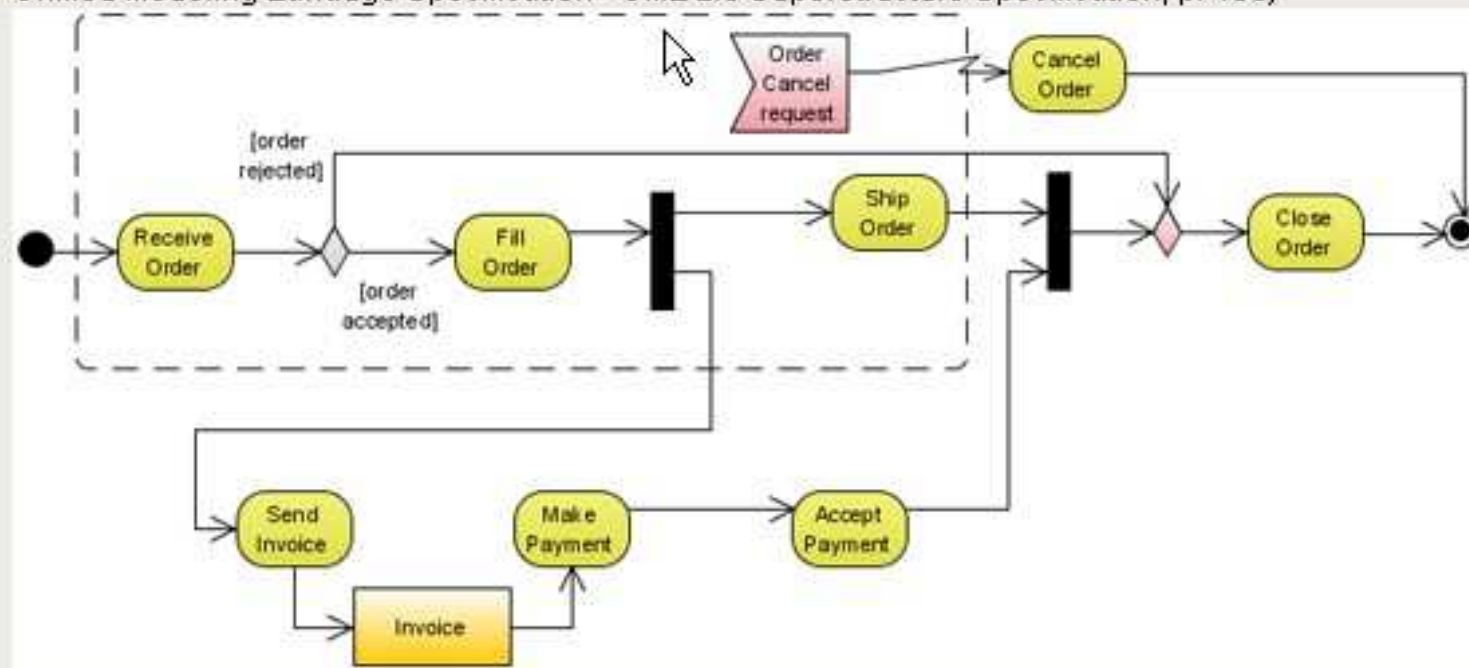 Order
Cancel
request
Cancel
Order
[order
rejected]
Receive
Order
Fill
Order
[order
accepted]
Ship
Order
Close
Order
Send
Invoice
Make
Payment
Accept
Payment
Invoice